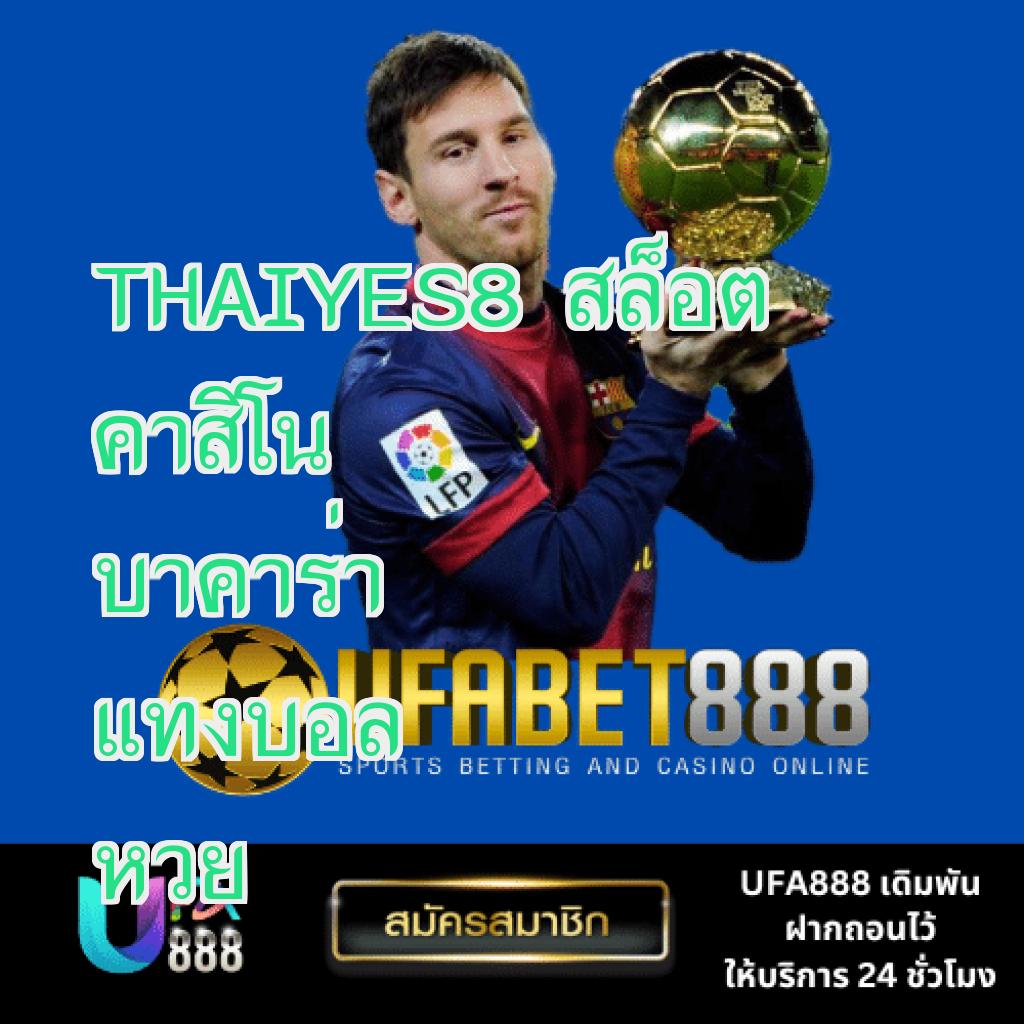 THAIYES8 สล็อต
คาสิโน
บาคาร่า
LFP
UFABET888
แทงบอล
SPORTS BETTING AND CASINO ONLINE
หวย
888
สมัครสมาชิก
UFA888 เดิมพัน
ฝากถอนไว้
ให้บริการ 24 ชั่วโมง